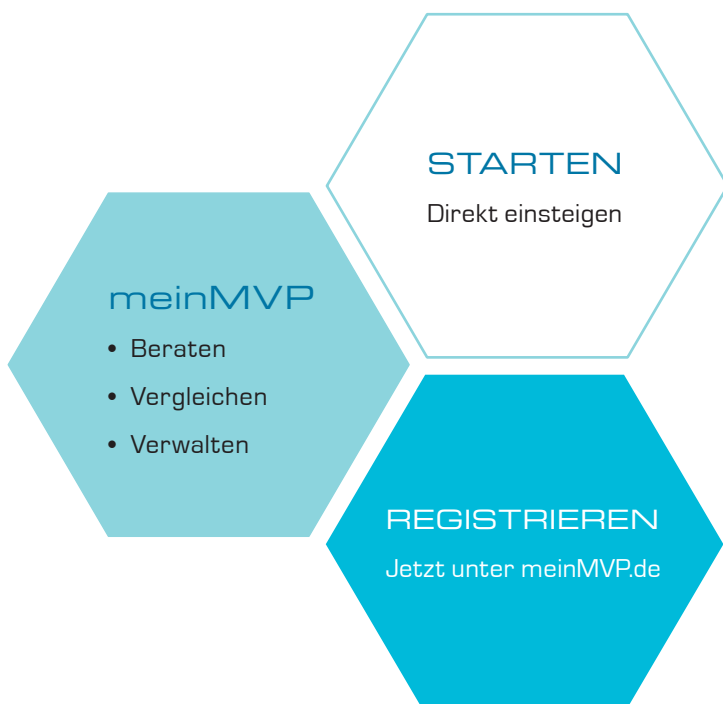 STARTEN
Direkt einsteigen
meinMVP
• Beraten
• Vergleichen
• Verwalten
REGISTRIEREN
Jetzt unter meinMVP.de